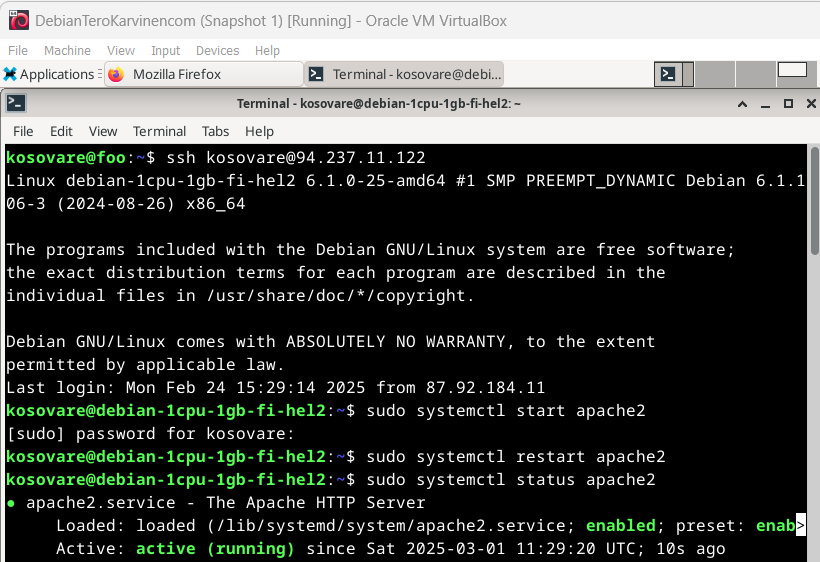 DebianTeroKarvinencom (Snapshot 1) [Running] - Oracle VM VirtualBox
File Machine View Input Devices Help
Applications Mozilla Firefox Terminal - kosovare@debi...
Terminal - kosovare@debian-1cpu-1gb-fi-hel2: ~
File Edit View Terminal Tabs Help
kosovare@foo:~$ ssh kosovare@94.237.11.122
Linux debian-1cpu-1gb-fi-hel2 6.1.0-25-amd64 #1 SMP PREEMPT_DYNAMIC Debian 6.1.1
06-3 (2024-08-26) x86_64
The programs included with the Debian GNU/Linux system are free software;
the exact distribution terms for each program are described in the
individual files in /usr/share/doc/*/copyright.
Debian GNU/Linux comes with ABSOLUTELY NO WARRANTY, to the extent
permitted by applicable law.
Last login: Mon Feb 24 15:29:14 2025 from 87.92.184.11
kosovare@debian-1cpu-1gb-fi-hel2:~$ sudo systemctl start apache2
[sudo] password for kosovare:
kosovare@debian-1cpu-1gb-fi-hel2:~$ sudo systemctl restart apache2
kosovare@debian-1cpu-1gb-fi-hel2:~$ sudo systemctl status apache2
● apache2.service - The Apache HTTP Server
Loaded: loaded (/lib/systemd/system/apache2.service; enabled; preset: enab>
Active: active (running) since Sat 2025-03-01 11:29:20 UTC; 10s ago